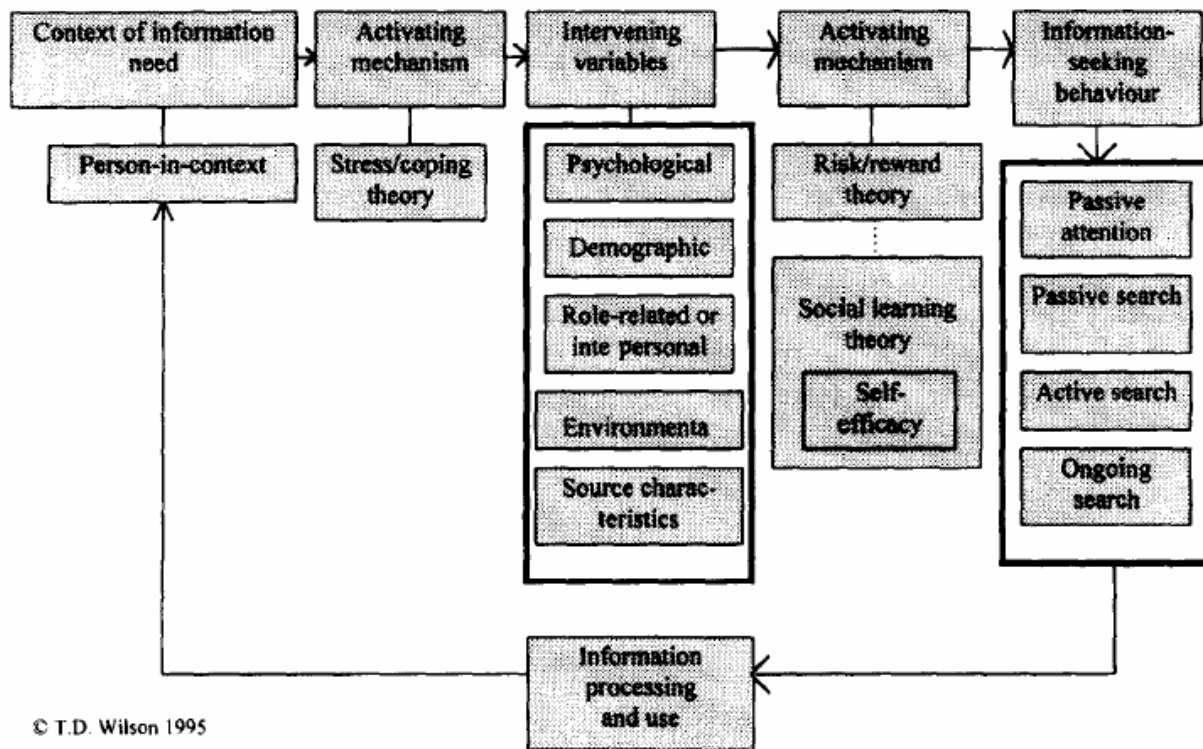 Context of information
need
Activating
mechanism
Intervening
variables
Activating
mechanism
Information-
seeking
behaviour
Person-in-context
Stress/coping
theory
Psychological
Demographic
Role-related or
inte personal
Environmenta
Source charac-
teristics
Risk/reward
theory
Social learning
theory
Self-
efficacy
Passive
attention
Passive search
Active search
Ongoing
search
Information
processing
and use
© T.D. Wilson 1995